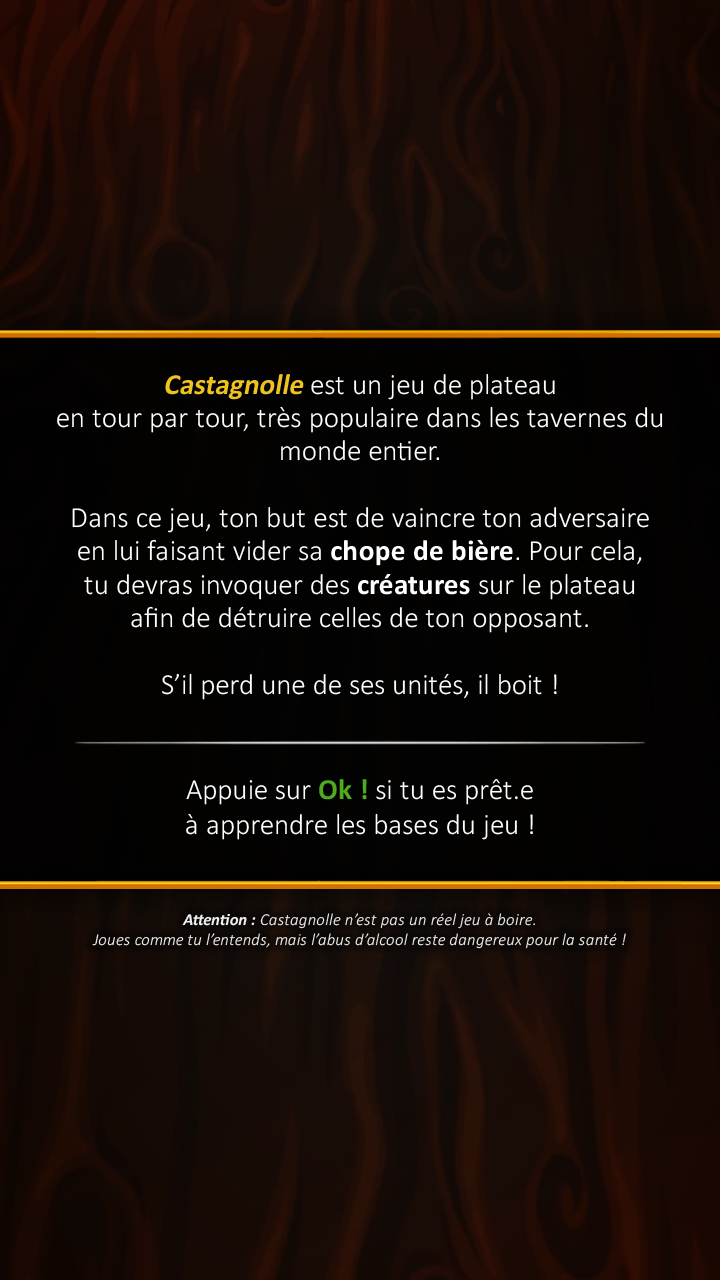 Castagnolle est un jeu de plateau
en tour par tour, très populaire dans les tavernes du
monde entier.
Dans ce jeu, ton but est de vaincre ton adversaire
en lui faisant vider sa chope de bière. Pour cela,
tu devras invoquer des créatures sur le plateau
afin de détruire celles de ton opposant.
S’il perd une de ses unités, il boit !
Appuie sur Ok ! si tu es prêt.e
à apprendre les bases du jeu !
Attention : Castagnolle n’est pas un réel jeu à boire.
Joues comme tu l’entends, mais l’abus d’alcool reste dangereux pour la santé !